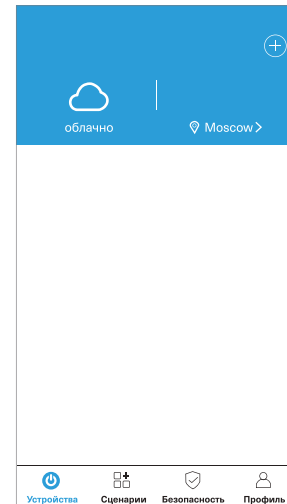 облачно
Moscow
Устройства
Сценарии
Безопасность
Профиль